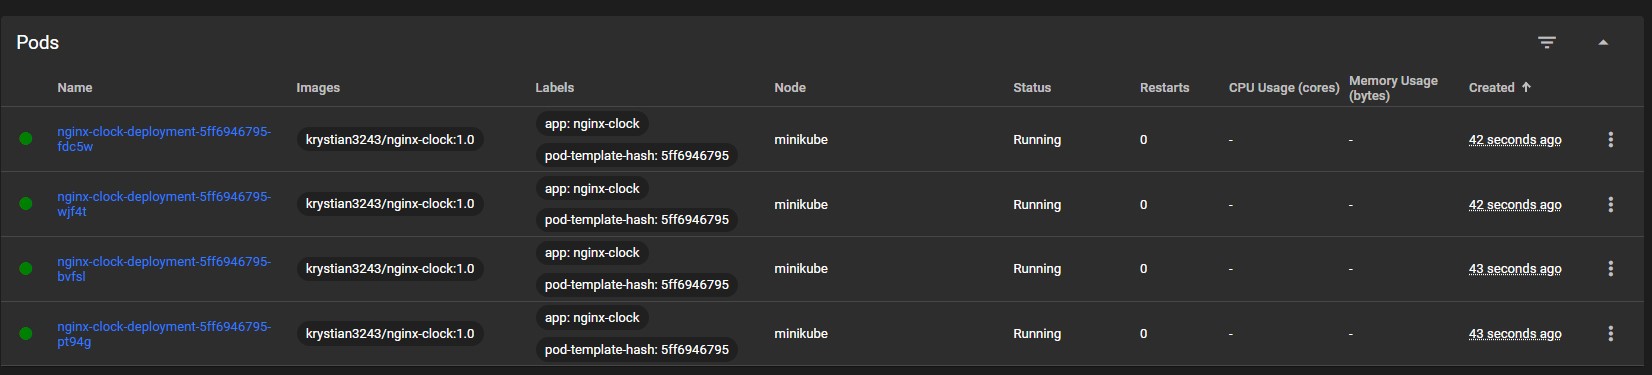 Pods
Name Images Labels Node Status Restarts CPU Usage (cores) Memory Usage (bytes) Created
nginx-clock-deployment-5ff6946795-fdc5w krystian3243/nginx-clock:1.0 app: nginx-clock pod-template-hash: 5ff6946795 minikube Running 0 - - 42 seconds ago
nginx-clock-deployment-5ff6946795-wjf4t krystian3243/nginx-clock:1.0 app: nginx-clock pod-template-hash: 5ff6946795 minikube Running 0 - - 42 seconds ago
nginx-clock-deployment-5ff6946795-bvfsl krystian3243/nginx-clock:1.0 app: nginx-clock pod-template-hash: 5ff6946795 minikube Running 0 - - 43 seconds ago
nginx-clock-deployment-5ff6946795-pt94g krystian3243/nginx-clock:1.0 app: nginx-clock pod-template-hash: 5ff6946795 minikube Running 0 - - 43 seconds ago